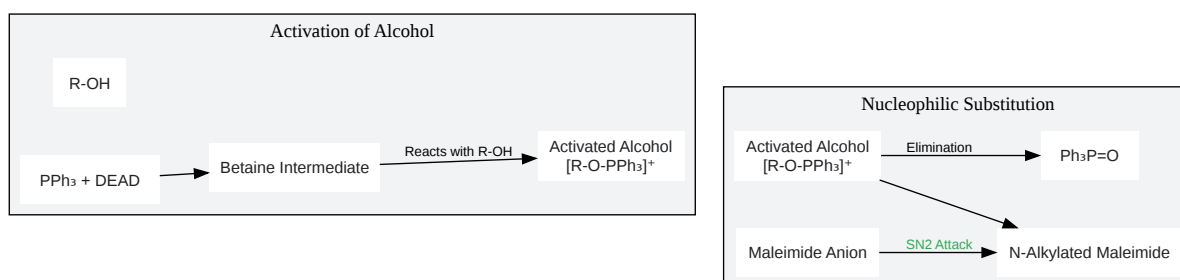 Activation of Alcohol
R-OH
PPh₃ + DEAD
Betaine Intermediate
Reacts with R-OH
Activated Alcohol
[R-O-PPh₃]⁺
Nucleophilic Substitution
Activated Alcohol
[R-O-PPh₃]⁺
Elimination
Ph₃P=O
Maleimide Anion
SN2 Attack
N-Alkylated Maleimide